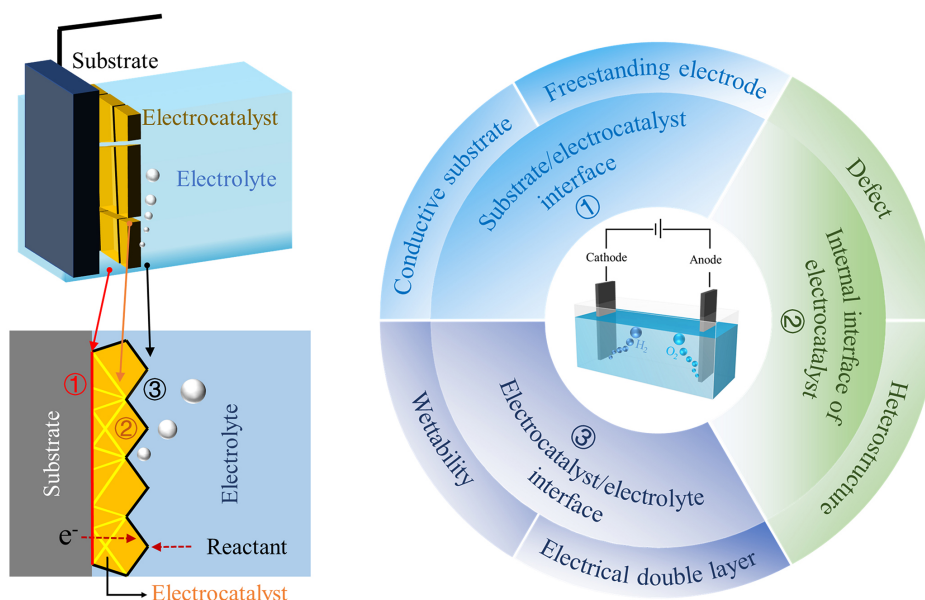 Substrate
Electrocatalyst
Electrolyte
①
②
③
Substrate
Electrolyte
e⁻
Reactant
Electrocatalyst
Freestanding electrode
Conductive substrate
Substrate/electrocatalyst
interface
①
Defect
Internal interface of
electrocatalyst
②
Heterostructure
Cathode
Anode
H₂
O₂
③
Electrocatalyst/electrolyte
interface
Wettability
Electrical double layer